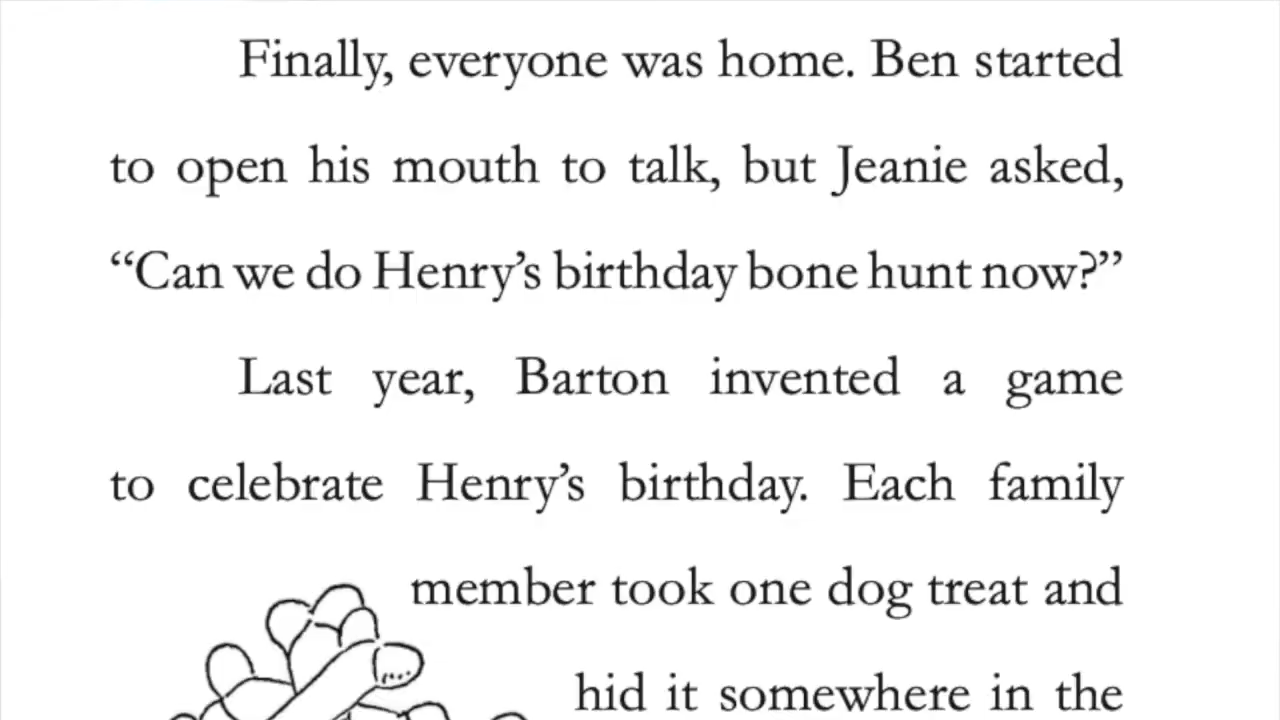 Finally, everyone was home. Ben started
to open his mouth to talk, but Jeanie asked,
“Can we do Henry’s birthday bone hunt now?”
Last year, Barton invented a game
to celebrate Henry’s birthday. Each family
member took one dog treat and
hid it somewhere in the